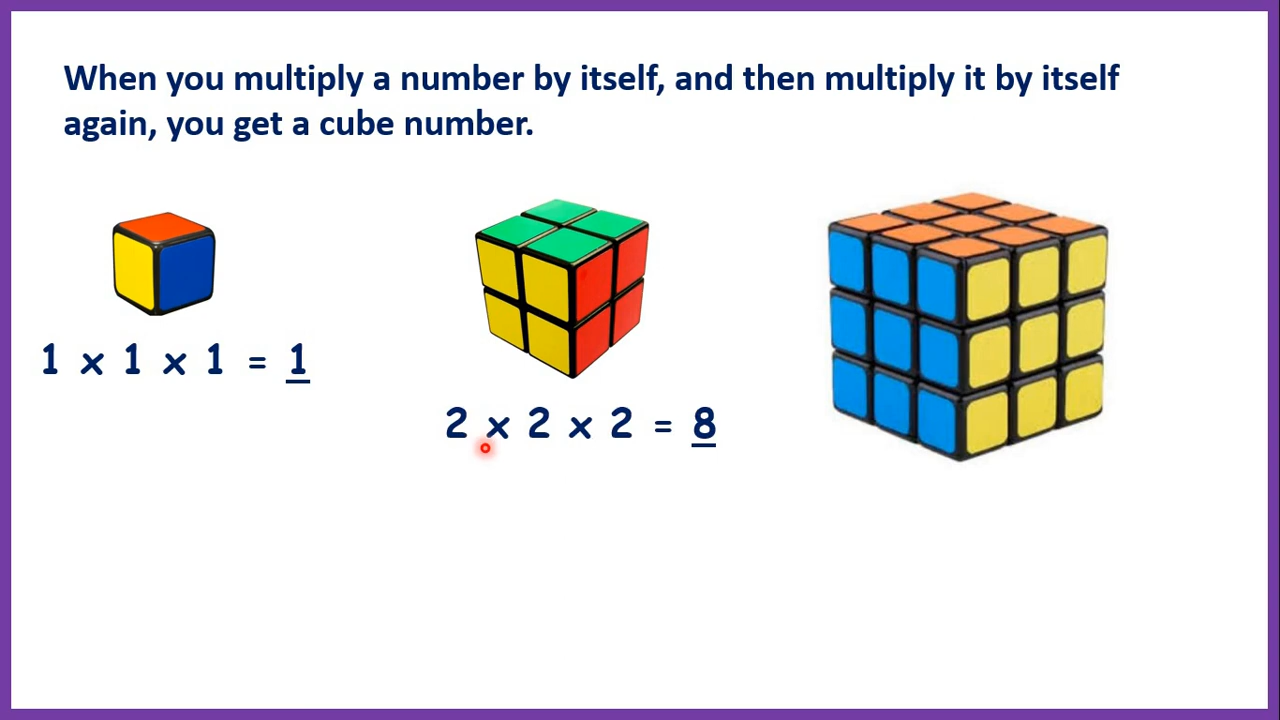 When you multiply a number by itself, and then multiply it by itself
again, you get a cube number.
1 x 1 x 1 = 1
2 x 2 x 2 = 8